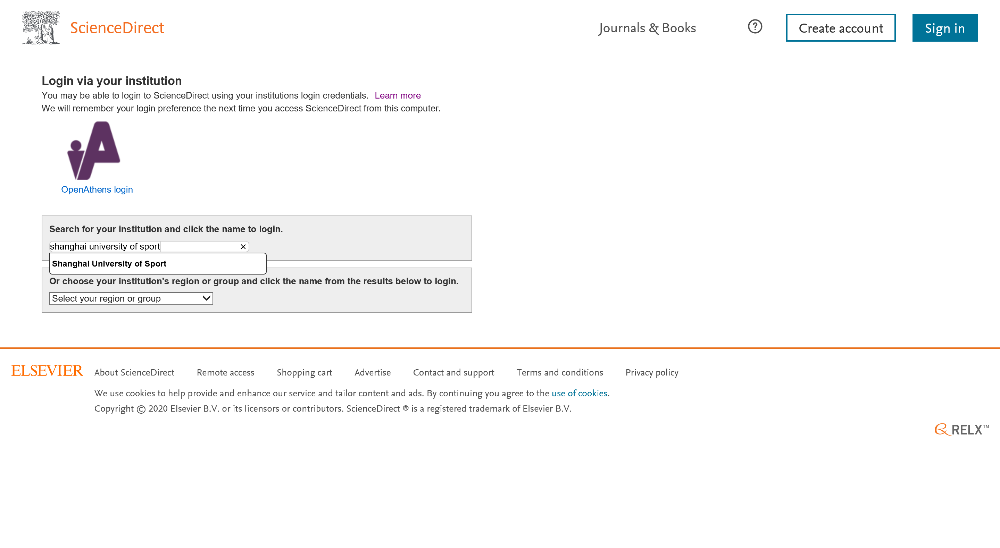 ScienceDirect
Journals & Books
?
Create account
Sign in
Login via your institution
You may be able to login to ScienceDirect using your institutions login credentials. Learn more
We will remember your login preference the next time you access ScienceDirect from this computer.
OpenAthens login
Search for your institution and click the name to login.
shanghai university of sport
Shanghai University of Sport
Or choose your institution's region or group and click the name from the results below to login.
Select your region or group
ELSEVIER
About ScienceDirect Remote access Shopping cart Advertise Contact and support Terms and conditions Privacy policy
We use cookies to help provide and enhance our service and tailor content and ads. By continuing you agree to the use of cookies.
Copyright © 2020 Elsevier B.V. or its licensors or contributors. ScienceDirect ® is a registered trademark of Elsevier B.V.
RELX™